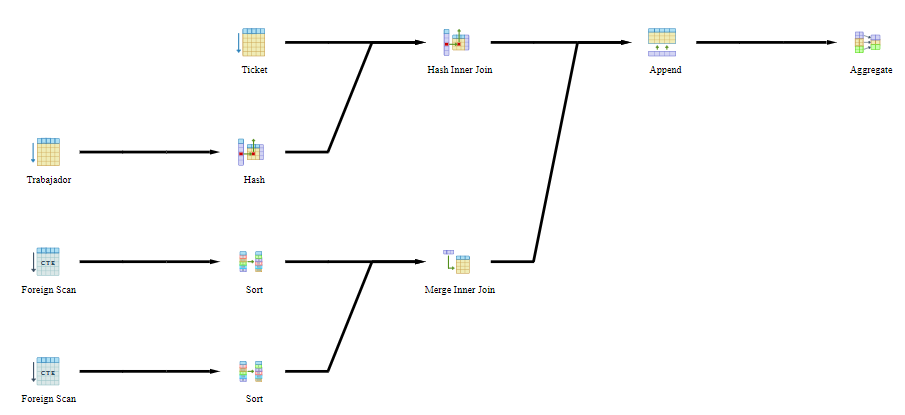 Ticket
Hash Inner Join
Append
Aggregate
Trabajador
Hash
CTE
Foreign Scan
Sort
Merge Inner Join
CTE
Foreign Scan
Sort